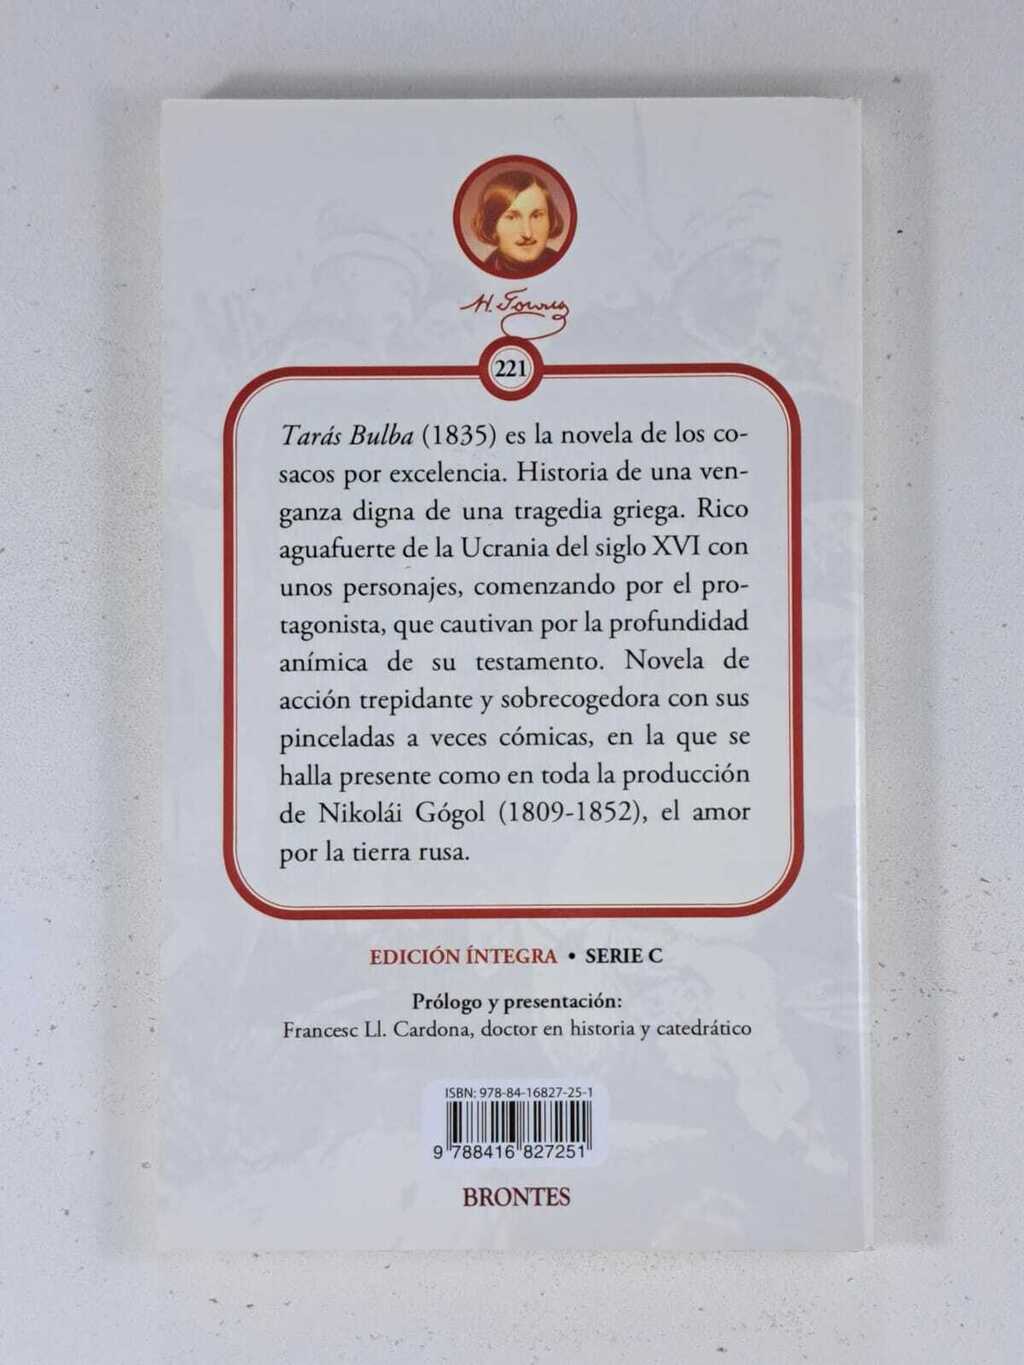 Н. Гоголь
221
Tarás Bulba (1835) es la novela de los co-
sacos por excelencia. Historia de una ven-
ganza digna de una tragedia griega. Rico
aguafuerte de la Ucrania del siglo XVI con
unos personajes, comenzando por el pro-
tagonista, que cautivan por la profundidad
anímica de su testamento. Novela de
acción trepidante y sobrecogedora con sus
pinceladas a veces cómicas, en la que se
halla presente como en toda la producción
de Nikolái Gógol (1809-1852), el amor
por la tierra rusa.
EDICIÓN ÍNTEGRA • SERIE C
Prólogo y presentación:
Francesc Ll. Cardona, doctor en historia y catedrático
ISBN: 978-84-16827-25-1
9 788416 827251
BRONTES